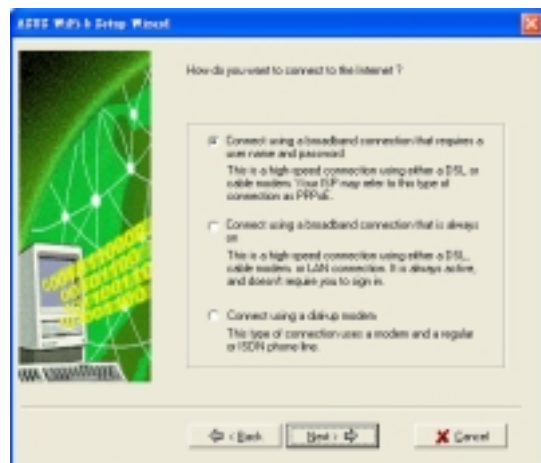 ASUS WiFi-b Setup Wizard
How do you want to connect to the Internet ?
Connect using a broadband connection that requires a
user name and password
This is a high-speed connection using either a DSL or
cable modem. Your ISP may refer to this type of
connection as PPPoE.
Connect using a broadband connection that is always
on
This is a high-speed connection using either a DSL,
cable modem or LAN connection. It is always active,
and doesn't require you to sign in.
Connect using a dial-up modem
This type of connection uses a modem and a regular
or ISDN phone line.
< Back
Next >
Cancel